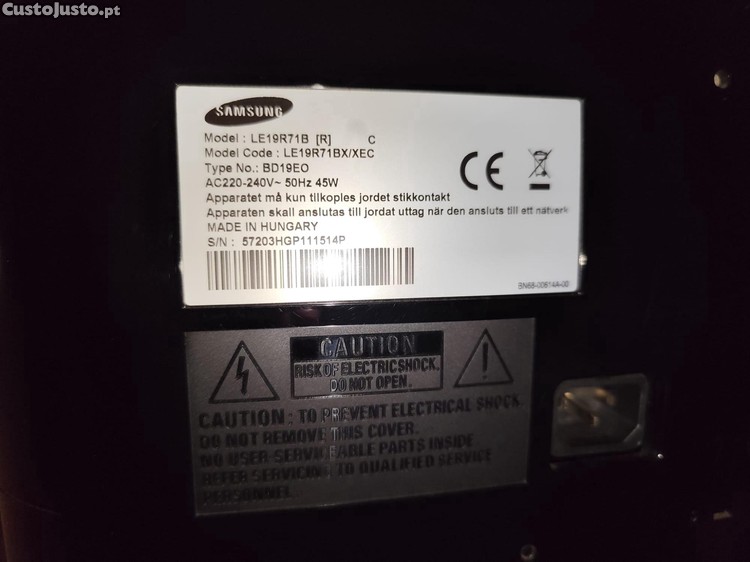 CustoJusto.pt
SAMSUNG
Model : LE19R71B [R] C
Model Code : LE19R71BX/XEC
Type No.: BD19EO
AC220-240V~ 50Hz 45W
Apparatet må kun tilkoples jordet stikkontakt
Apparaten skall anslutas till jordat uttag när den ansluts till ett nätverk
MADE IN HUNGARY
S/N : 57203HGP111514P
CE
BN68-00814A-00
CAUTION
RISK OF ELECTRIC SHOCK.
DO NOT OPEN.
CAUTION : TO PREVENT ELECTRICAL SHOCK
DO NOT REMOVE THIS COVER.
NO USER-SERVICEABLE PARTS INSIDE
REFER SERVICING TO QUALIFIED SERVICE
PERSONNEL.